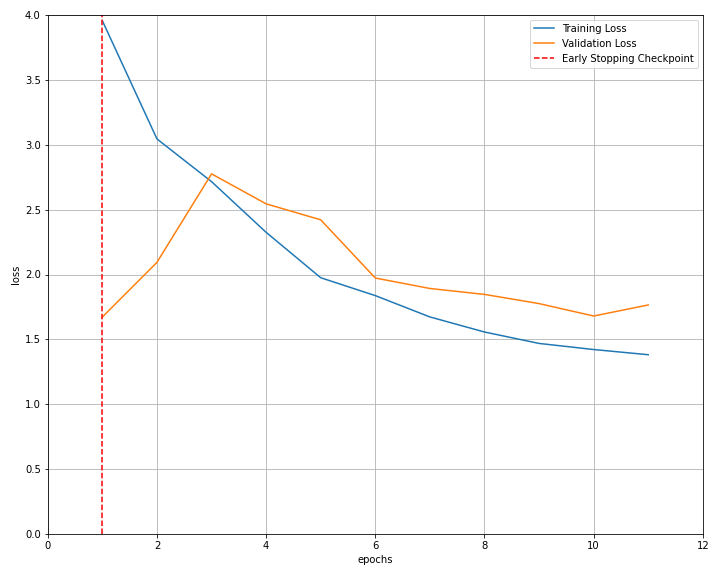 4.0
3.5
3.0
2.5
2.0
1.5
1.0
0.5
0.0
loss
Training Loss
Validation Loss
Early Stopping Checkpoint
0 2 4 6 8 10 12
epochs